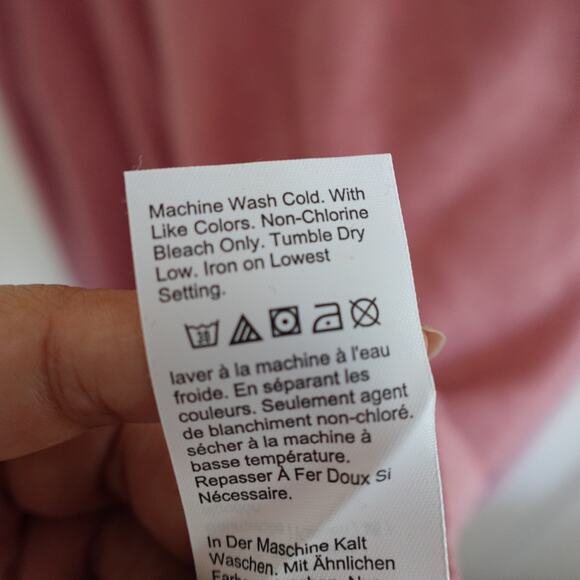 Machine Wash Cold. With
Like Colors. Non-Chlorine
Bleach Only. Tumble Dry
Low. Iron on Lowest
Setting.
30
laver à la machine à l'eau
froide. En séparant les
couleurs. Seulement agent
de blanchiment non-chloré.
sécher à la machine à
basse température.
Repasser À Fer Doux Si
Nécessaire.
In Der Maschine Kalt
Waschen. Mit Ähnlichen